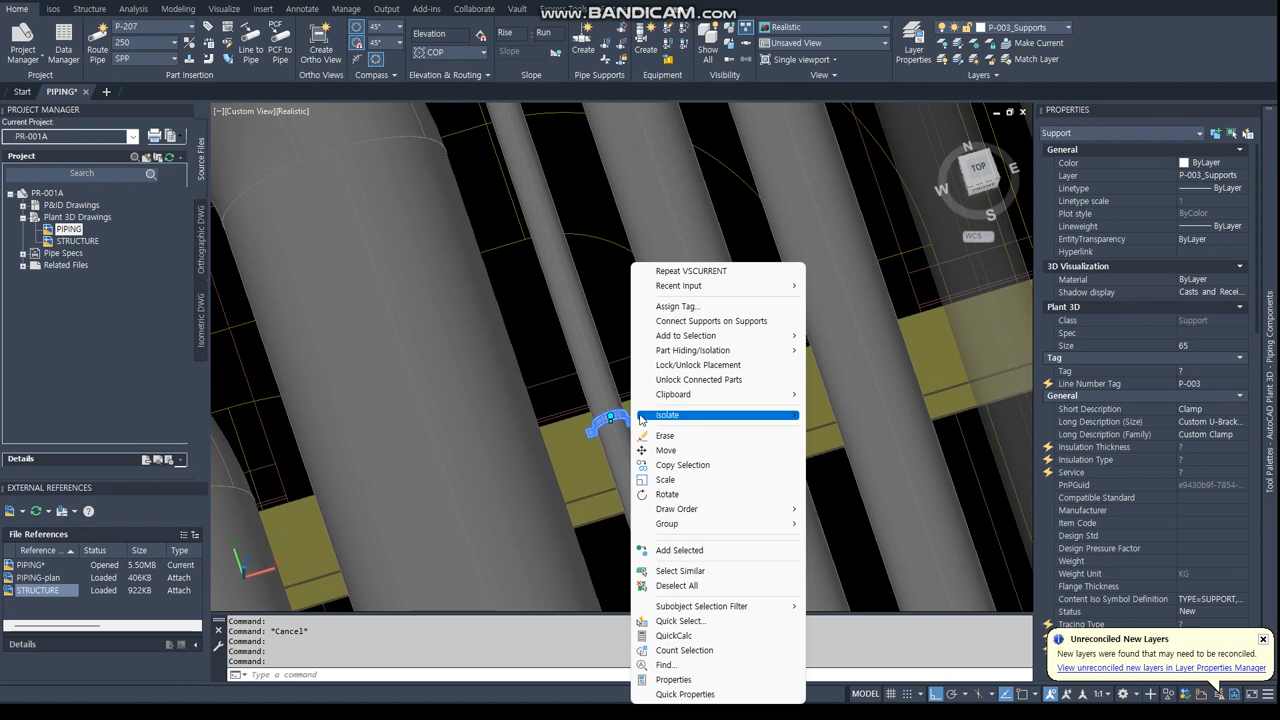 www.BANDICAM.com
Home
Isos
Structure
Analysis
Modeling
Visualize
Insert
Annotate
Manage
Output
Add-ins
Collaborate
Vault
Express Tools
Project
Manager
Data
Manager
Project
Route
Pipe
P-207
250
SPP
Line to
Pipe
PCF to
Pipe
Part Insertion
Create
Ortho View
Ortho Views
45°
45°
Compass
Elevation
COP
Elevation & Routing
Rise
Run
Slope
Slope
Create
Pipe Supports
Create
Equipment
Show
All
Visibility
Realistic
Unsaved View
Single viewport
View
Layer
Properties
P-003_Supports
Make Current
Match Layer
Layers
Start
PIPING*
PROJECT MANAGER
Current Project:
PR-001A
Project
Search
PR-001A
P&ID Drawings
Plant 3D Drawings
PIPING
STRUCTURE
Pipe Specs
Related Files
Source Files
Orthographic DWG
Isometric DWG
Details
EXTERNAL REFERENCES
File References
Reference ... Status Size Type
PIPING* Opened 5.50MB Current
PIPING-plan Loaded 406KB Attach
STRUCTURE Loaded 922KB Attach
Details
[−][Custom View][Realistic]
N
W
E
S
TOP
WCS
Repeat VSCURRENT
Recent Input
Assign Tag...
Connect Supports on Supports
Add to Selection
Part Hiding/Isolation
Lock/Unlock Placement
Unlock Connected Parts
Clipboard
Isolate
Erase
Move
Copy Selection
Scale
Rotate
Draw Order
Group
Add Selected
Select Similar
Deselect All
Subobject Selection Filter
Quick Select...
QuickCalc
Count Selection
Find...
Properties
Quick Properties
Command:
Command: *Cancel*
Command:
Command:
Command:
Type a command
PROPERTIES
Support
General
Color ByLayer
Layer P-003_Supports
Linetype ByLayer
Linetype scale 1
Plot style ByColor
Lineweight ByLayer
EntityTransparency ByLayer
Hyperlink
3D Visualization
Material ByLayer
Shadow display Casts and Recei...
Plant 3D
Class Support
Spec
Size 65
Tag
Tag ?
Line Number Tag P-003
General
Short Description Clamp
Long Description (Size) Custom U-Brack...
Long Description (Family) Custom Clamp
Insulation Thickness ?
Insulation Type ?
Service ?
PnPGuid e9430b9f-7854-...
Compatible Standard
Manufacturer
Item Code
Design Std
Design Pressure Factor
Weight
Weight Unit KG
Flange Thickness
Content Iso Symbol Definition TYPE=SUPPORT,...
Status New
Tracing Type ?
Tool Palettes - AutoCAD Plant 3D - Piping Components
Unreconciled New Layers
New layers were found that may need to be reconciled.
View unreconciled new layers in Layer Properties Manager
MODEL
1:1